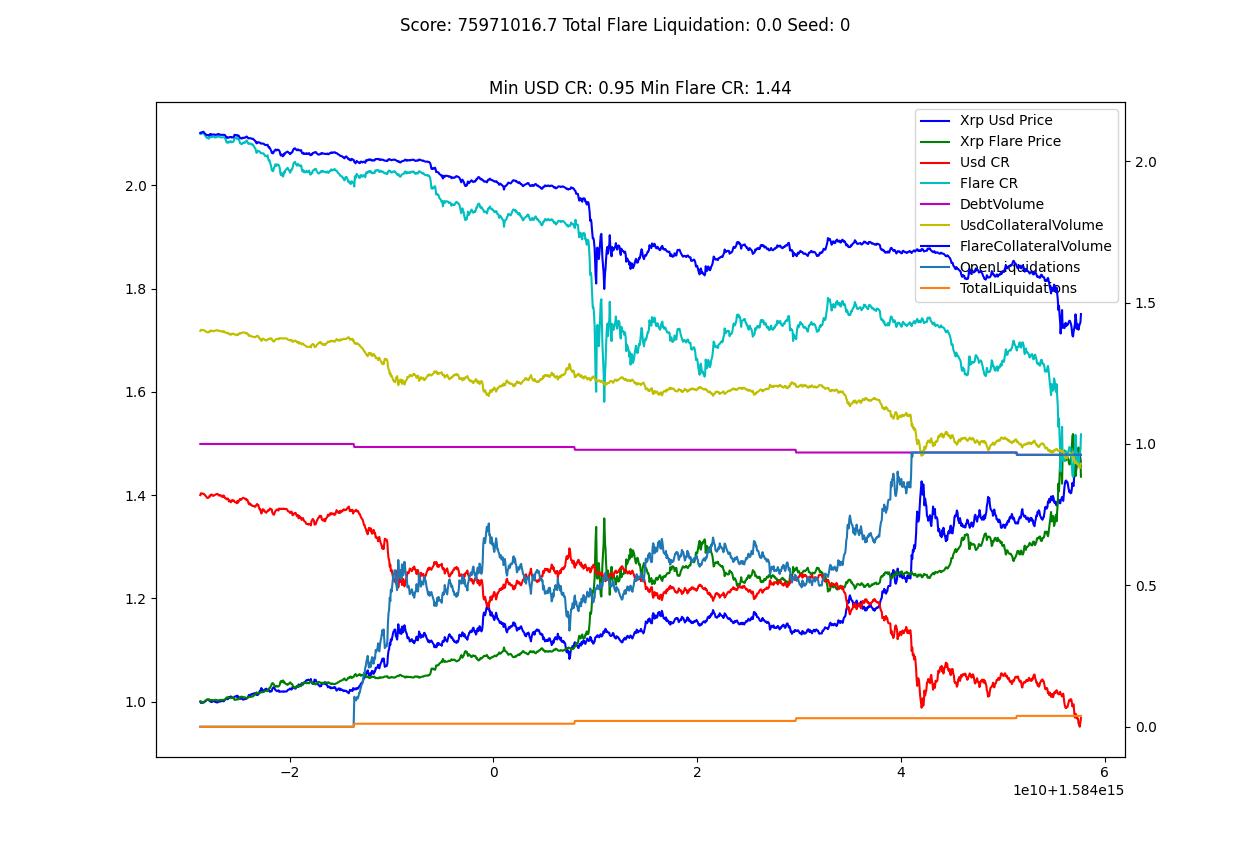 Score: 75971016.7 Total Flare Liquidation: 0.0 Seed: 0
Min USD CR: 0.95 Min Flare CR: 1.44
Xrp Usd Price
Xrp Flare Price
Usd CR
Flare CR
DebtVolume
UsdCollateralVolume
FlareCollateralVolume
OpenLiquidations
TotalLiquidations
2.0
1.8
1.6
1.4
1.2
1.0
2.0
1.5
1.0
0.5
0.0
−2 0 2 4 6
1e10+1.584e15